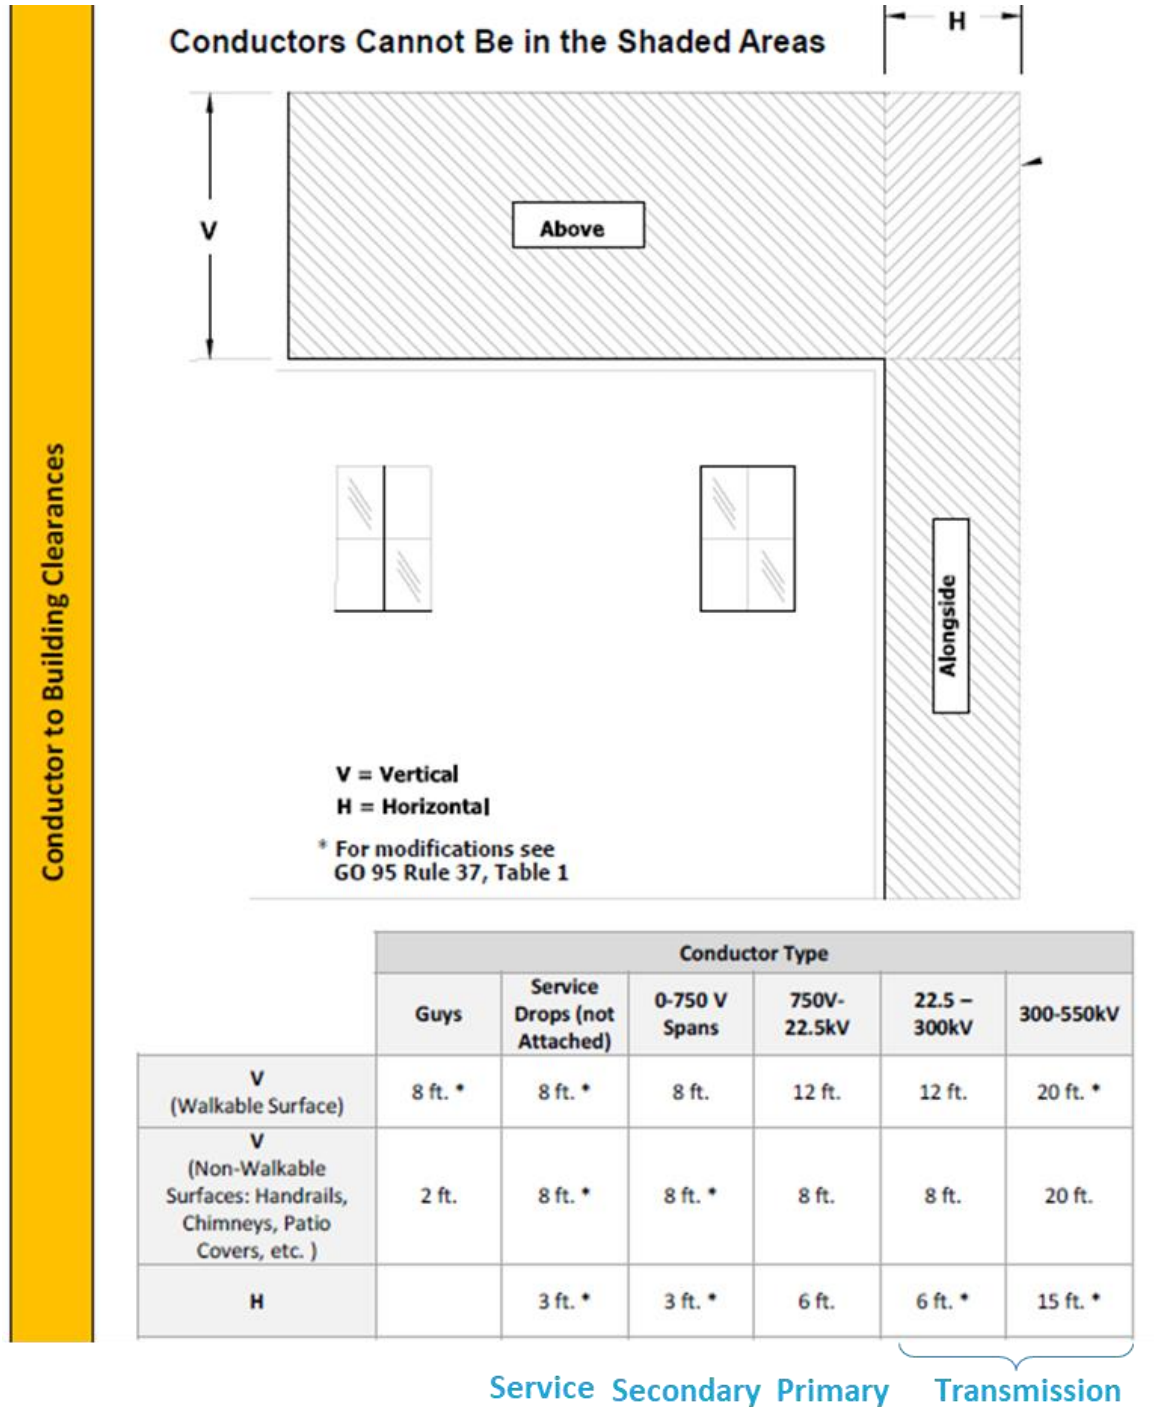 Conductors Cannot Be in the Shaded Areas
H
V
Above
Conductor to Building Clearances
Alongside
V = Vertical
H = Horizontal
* For modifications see
GO 95 Rule 37, Table 1
Conductor Type
Guys
Service
Drops (not
Attached)
0-750 V
Spans
750V-
22.5kV
22.5 –
300kV
300-550kV
V
(Walkable Surface)
8 ft. *
8 ft. *
8 ft.
12 ft.
12 ft.
20 ft. *
V
(Non-Walkable
Surfaces: Handrails,
Chimneys, Patio
Covers, etc. )
2 ft.
8 ft. *
8 ft. *
8 ft.
8 ft.
20 ft.
H
3 ft. *
3 ft. *
6 ft.
6 ft. *
15 ft. *
Service
Secondary
Primary
Transmission